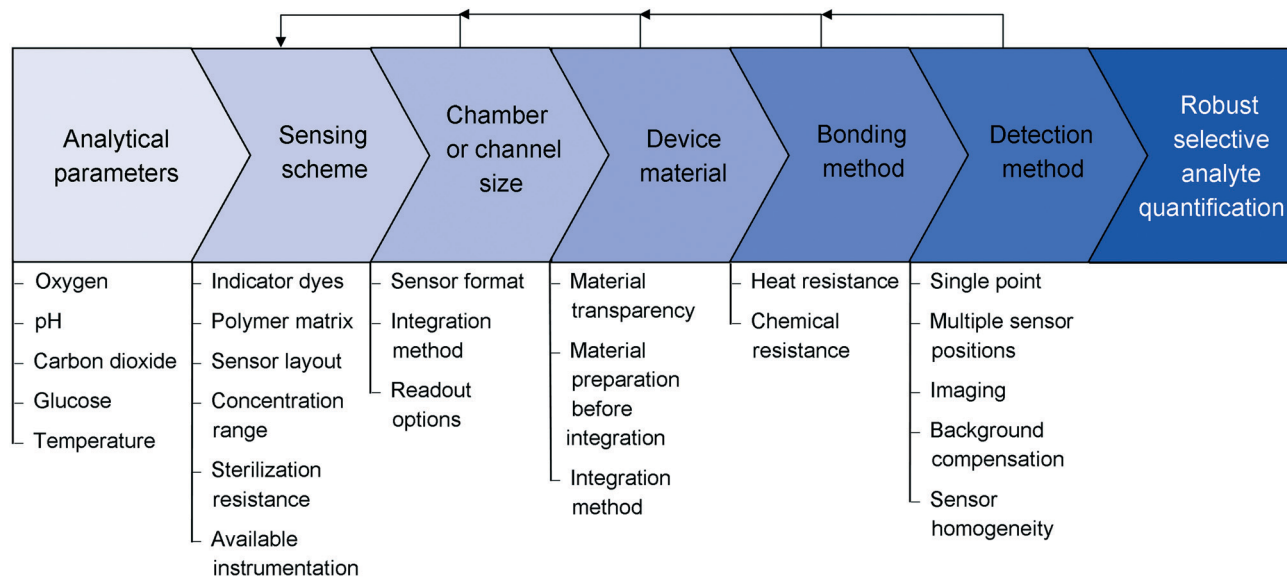 Analytical
parameters
Sensing
scheme
Chamber
or channel
size
Device
material
Bonding
method
Detection
method
Robust
selective
analyte
quantification
Oxygen
pH
Carbon dioxide
Glucose
Temperature
Indicator dyes
Polymer matrix
Sensor layout
Concentration
range
Sterilization
resistance
Available
instrumentation
Sensor format
Integration
method
Readout
options
Material
transparency
Material
preparation
before
integration
Integration
method
Heat resistance
Chemical
resistance
Single point
Multiple sensor
positions
Imaging
Background
compensation
Sensor
homogeneity